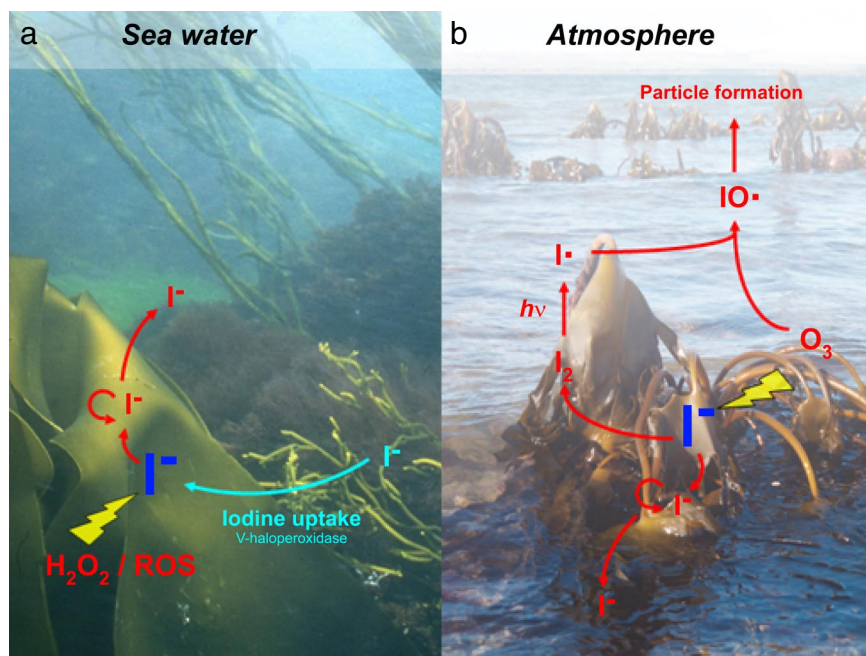 a
Sea water
I⁻
I⁻
I⁻
I⁻
Iodine uptake
V-haloperoxidase
H₂O₂ / ROS
b
Atmosphere
Particle formation
IO·
I·
hν
O₃
I₂
I⁻
I⁻
I⁻